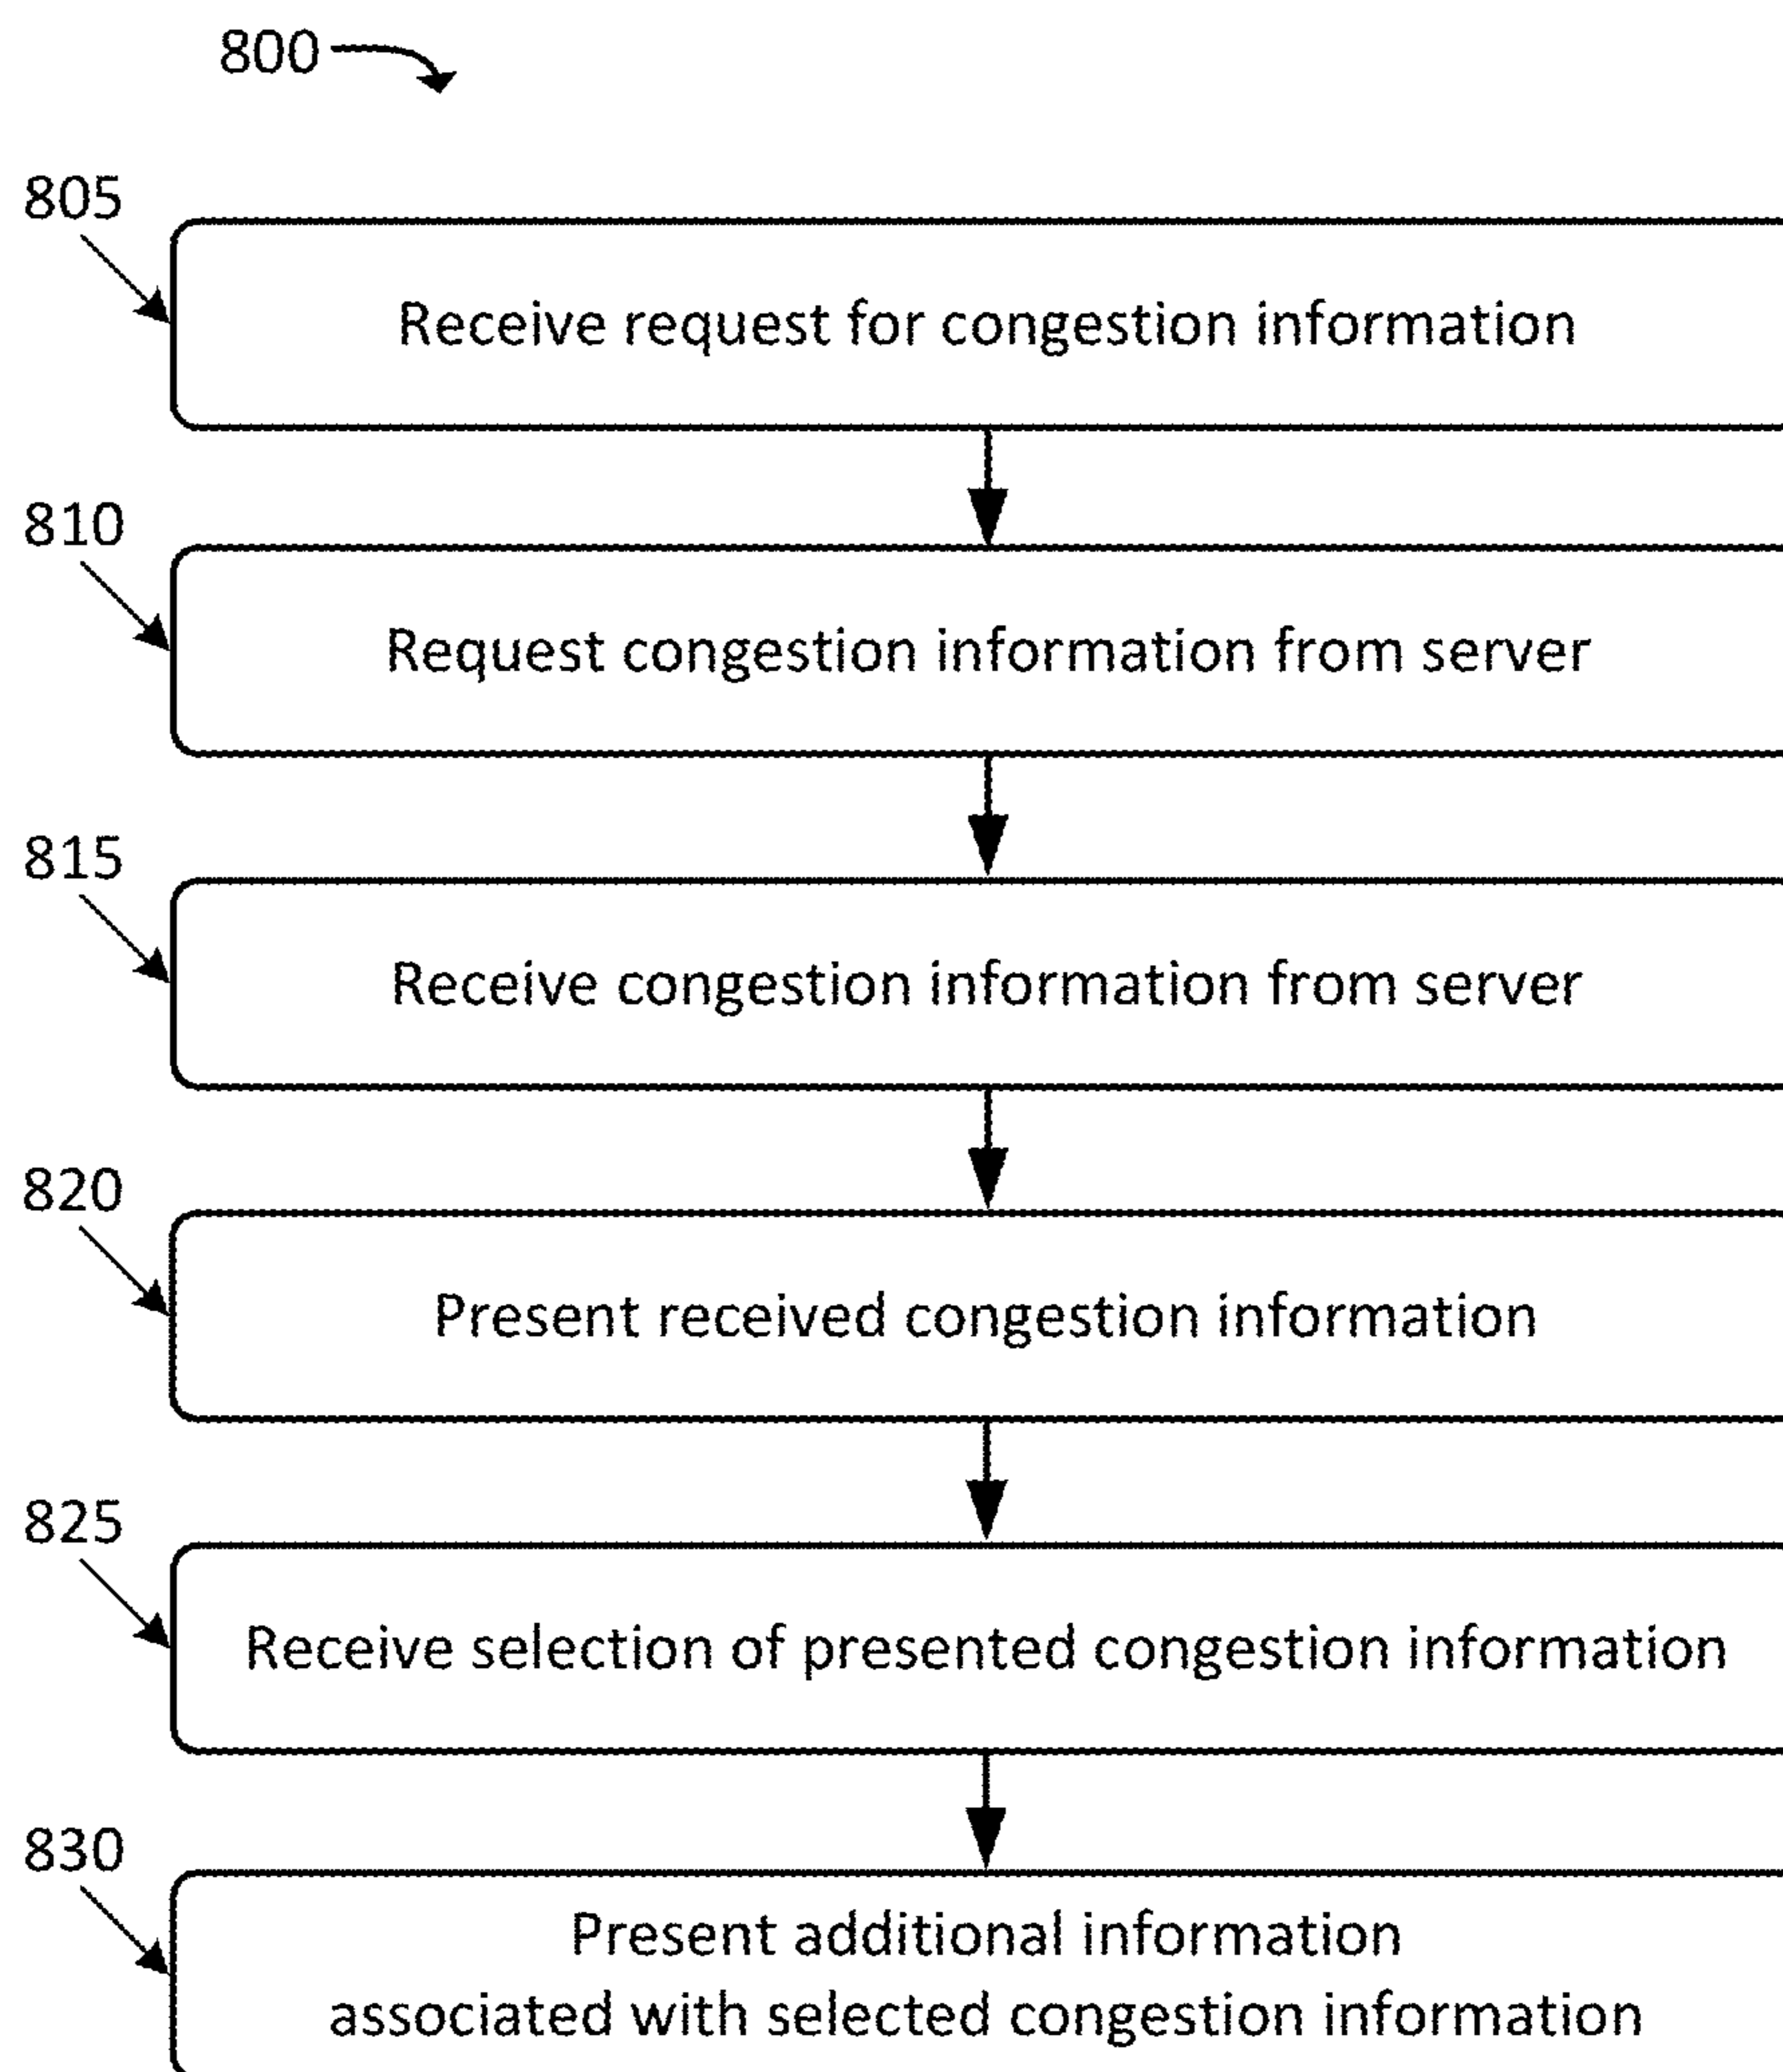 800
805
Receive request for congestion information
810
Request congestion information from server
815
Receive congestion information from server
820
Present received congestion information
825
Receive selection of presented congestion information
830
Present additional information
associated with selected congestion information